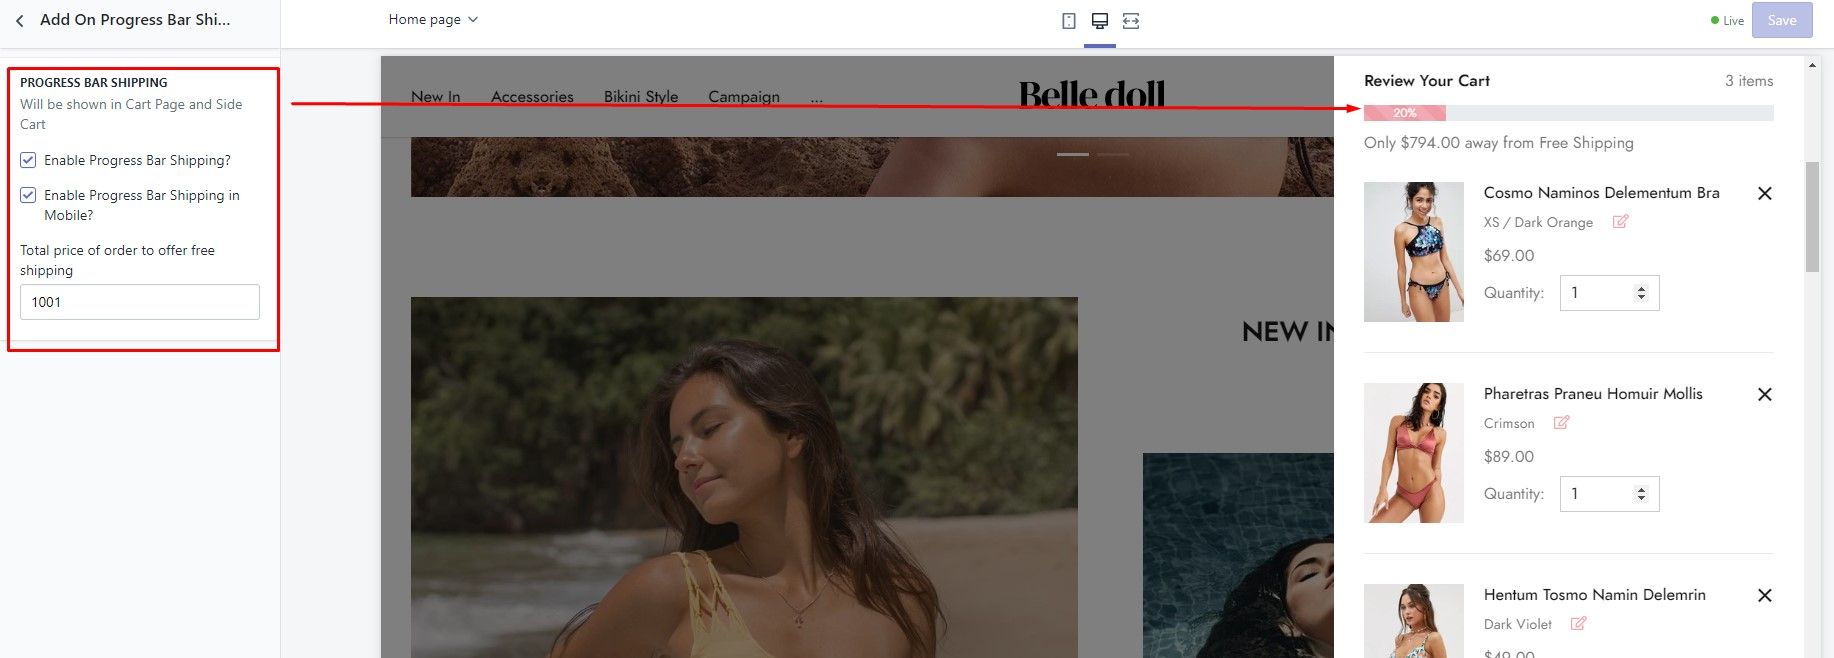 Add On Progress Bar Shi...
Home page
Live
Save
PROGRESS BAR SHIPPING
Will be shown in Cart Page and Side
Cart
Enable Progress Bar Shipping?
Enable Progress Bar Shipping in
Mobile?
Total price of order to offer free
shipping
1001
New In
Accessories
Bikini Style
Campaign
...
Belle doll
NEW IN
Review Your Cart
3 items
20%
Only $794.00 away from Free Shipping
Cosmo Naminos Delementum Bra
XS / Dark Orange
$69.00
Quantity:
1
Pharetras Praneu Homuir Mollis
Crimson
$89.00
Quantity:
1
Hentum Tosmo Namin Delemrin
Dark Violet
$49.00